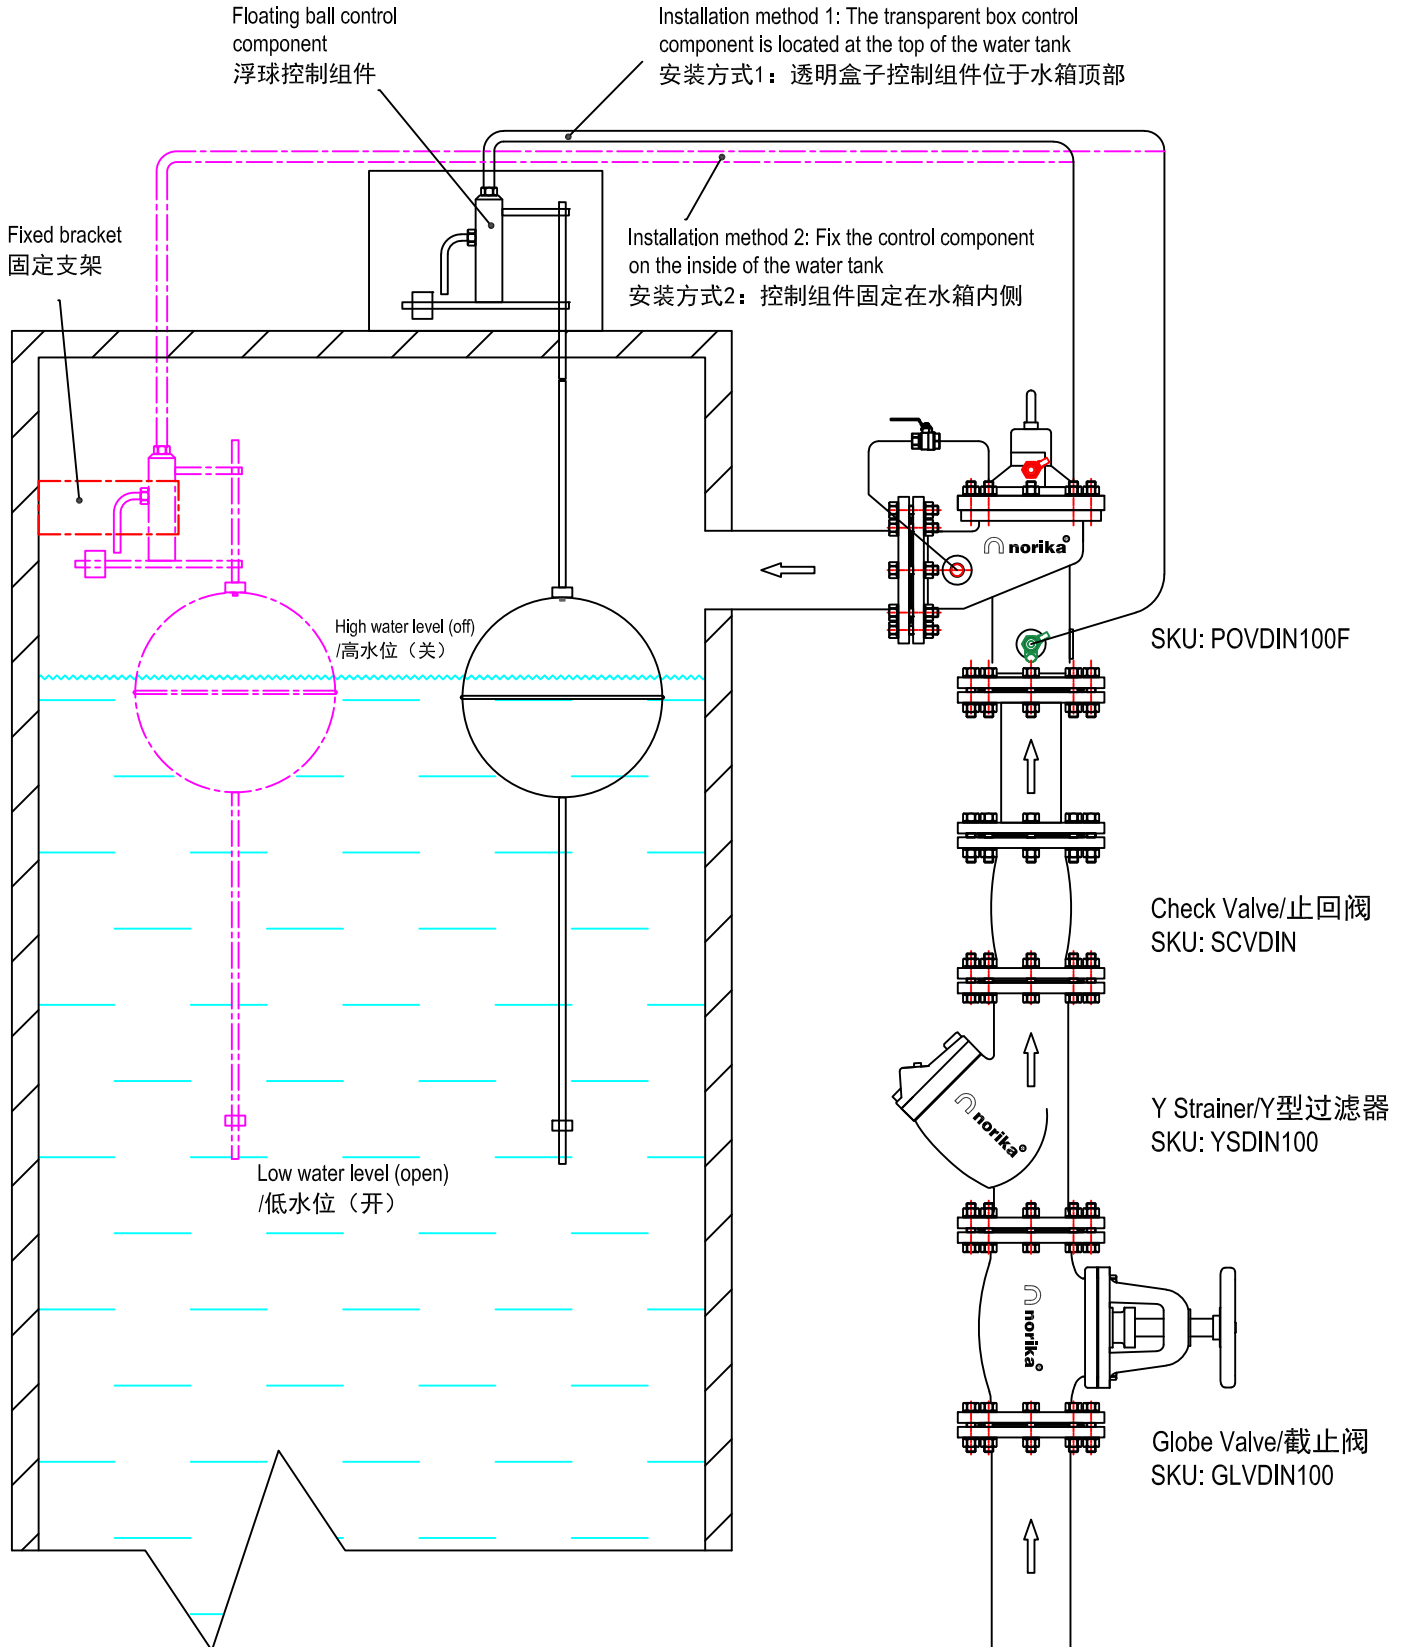 Floating ball control
component
浮球控制组件
Installation method 1: The transparent box control
component is located at the top of the water tank
安装方式1：透明盒子控制组件位于水箱顶部
Fixed bracket
固定支架
Installation method 2: Fix the control component
on the inside of the water tank
安装方式2：控制组件固定在水箱内侧
norika
High water level (off)
/高水位（关）
SKU: POVDIN100F
Check Valve/止回阀
SKU: SCVDIN
Y Strainer/Y型过滤器
SKU: YSDIN100
norika
Low water level (open)
/低水位（开）
norika
Globe Valve/截止阀
SKU: GLVDIN100